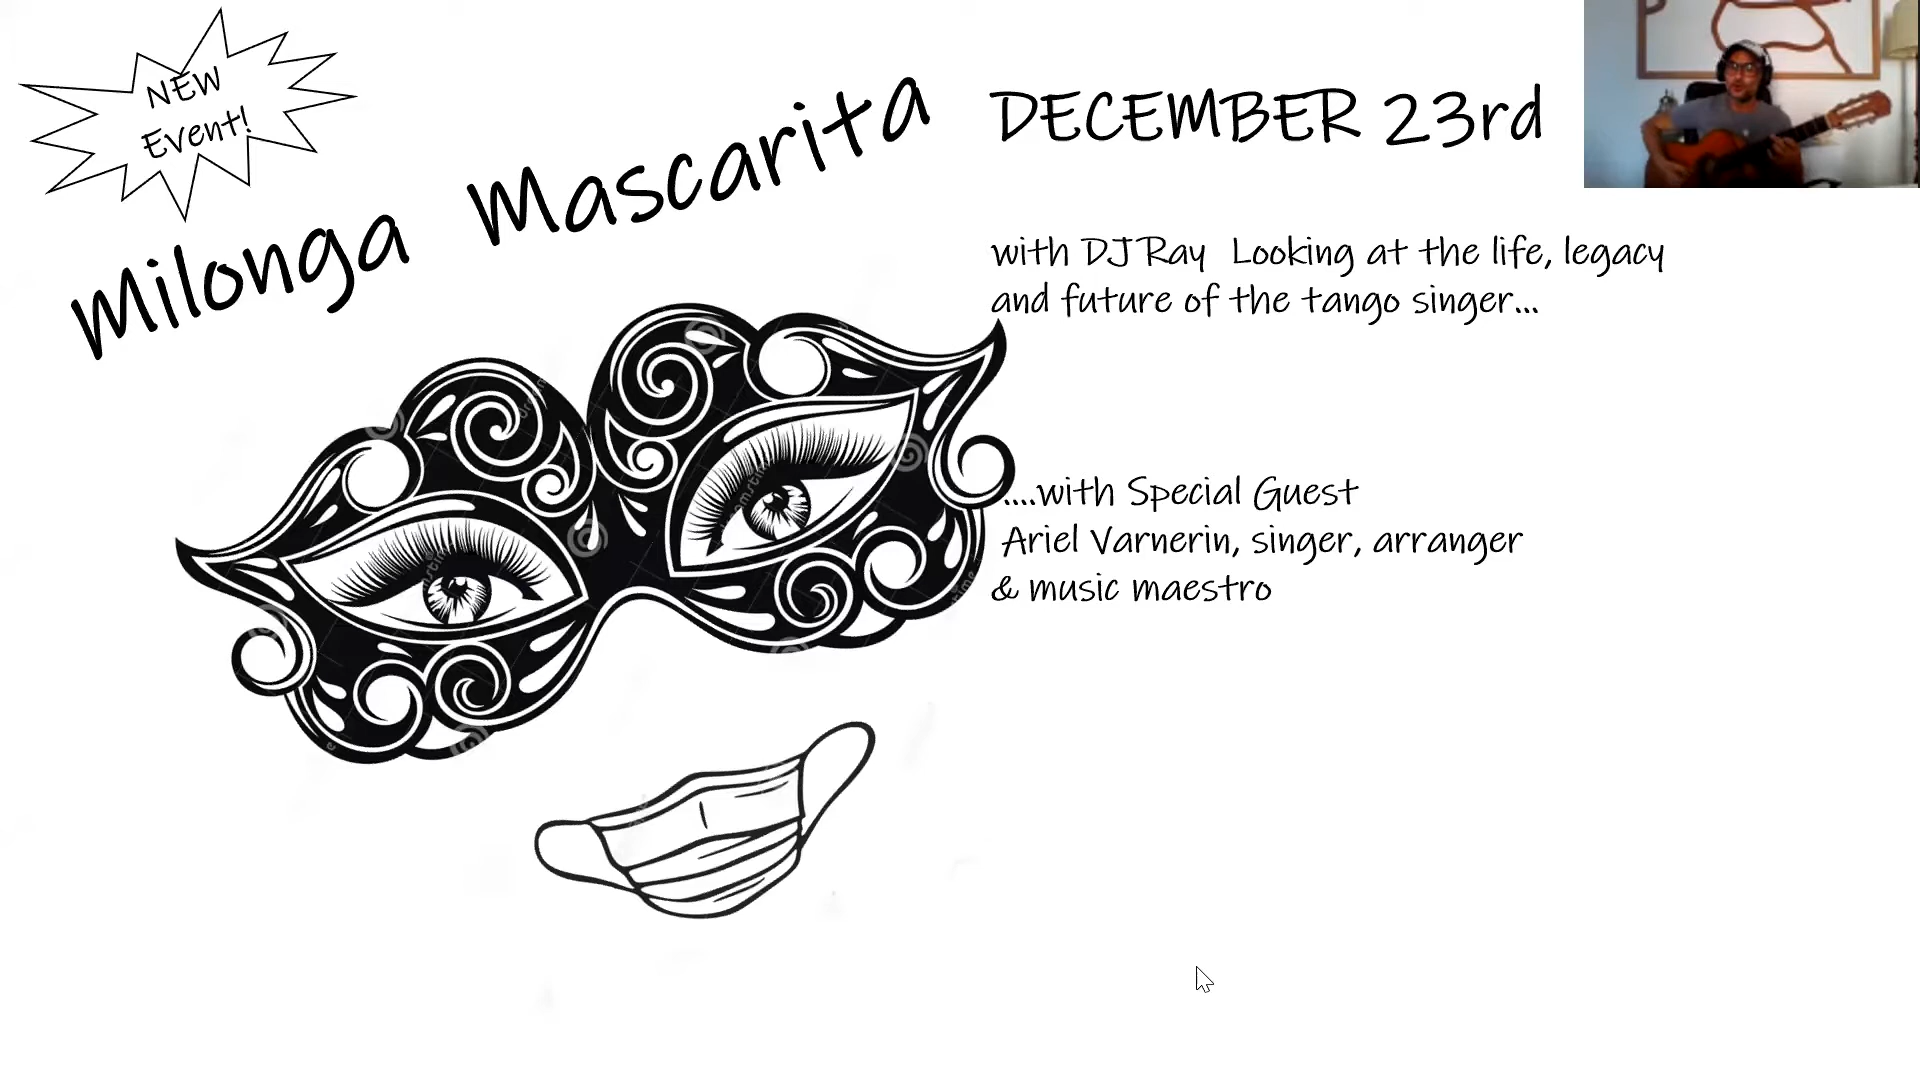 NEW
Event!
Milonga Mascarita
DECEMBER 23rd
with DJ Ray Looking at the life, legacy
and future of the tango singer...
....with Special Guest
Ariel Varnerin, singer, arranger
& music maestro